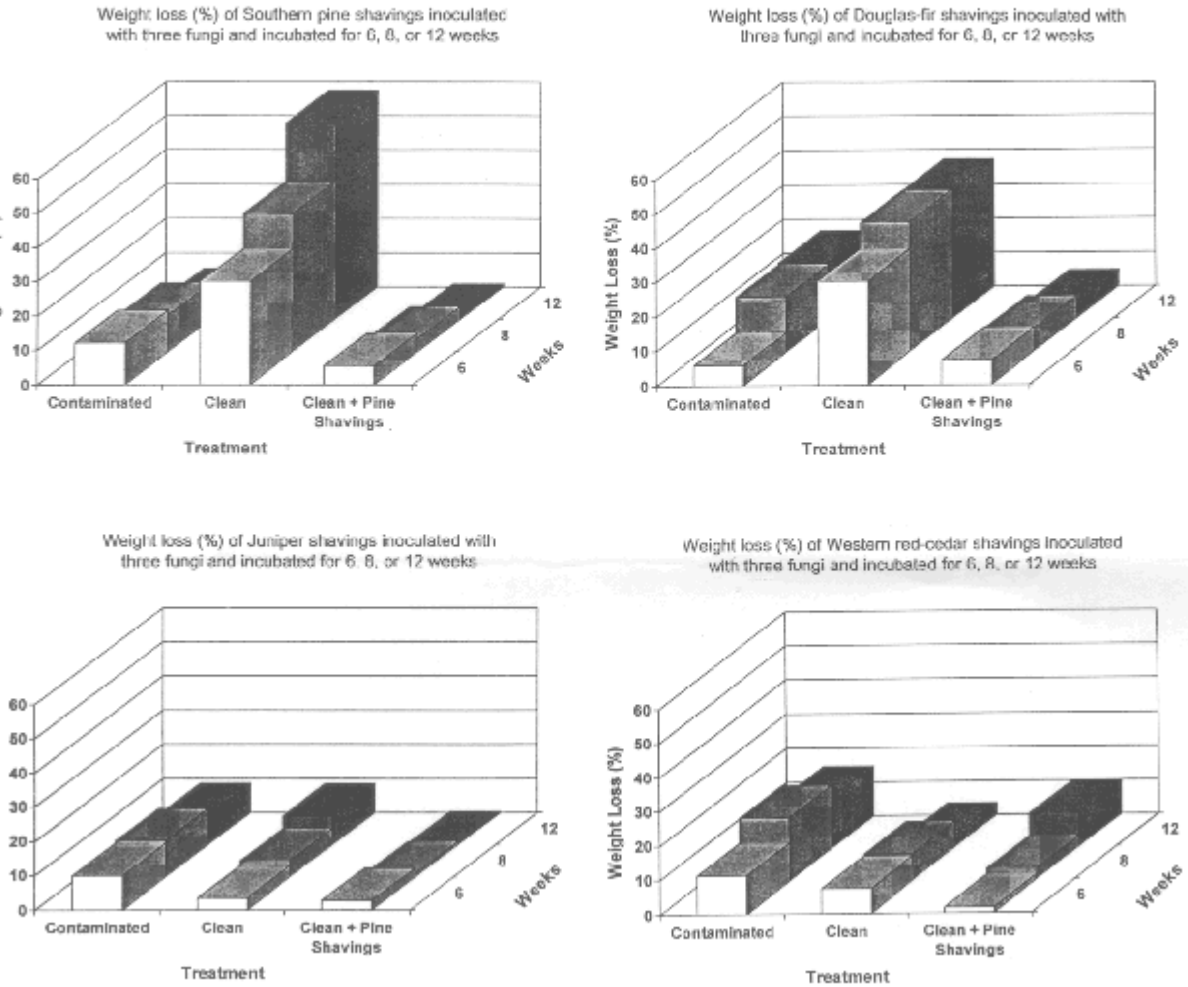 Weight loss (%) of Southern pine shavings inoculated
with three fungi and incubated for 6, 8, or 12 weeks
60
50
40
30
20
10
0
12
8
6
Weeks
Contaminated
Clean
Clean + Pine
Shavings
Treatment
Weight loss (%) of Douglas-fir shavings inoculated with
three fungi and incubated for 6, 8, or 12 weeks
Weight Loss (%)
60
50
40
30
20
10
0
12
8
6
Weeks
Contaminated
Clean
Clean + Pine
Shavings
Treatment
Weight loss (%) of Juniper shavings inoculated with
three fungi and incubated for 6, 8, or 12 weeks
60
50
40
30
20
10
0
12
8
6
Weeks
Contaminated
Clean
Clean + Pine
Shavings
Treatment
Weight loss (%) of Western red-cedar shavings inoculated
with three fungi and incubated for 6, 8, or 12 weeks
Weight Loss (%)
60
50
40
30
20
10
0
12
8
6
Weeks
Contaminated
Clean
Clean + Pine
Shavings
Treatment